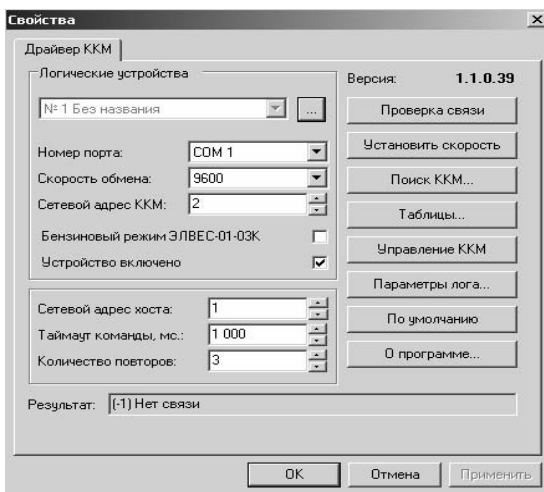 Свойства
Драйвер ККМ
Логические устройства
№ 1 Без названия
...
Номер порта: COM 1
Скорость обмена: 9600
Сетевой адрес ККМ: 2
Бензиновый режим ЭЛВЕС-01-03К
Устройство включено
Сетевой адрес хоста: 1
Таймаут команды, мс.: 1 000
Количество повторов: 3
Результат: (-1) Нет связи
Версия: 1.1.0.39
Проверка связи
Установить скорость
Поиск ККМ...
Таблицы...
Управление ККМ
Параметры лога...
По умолчанию
О программе...
OK
Отмена
Применить